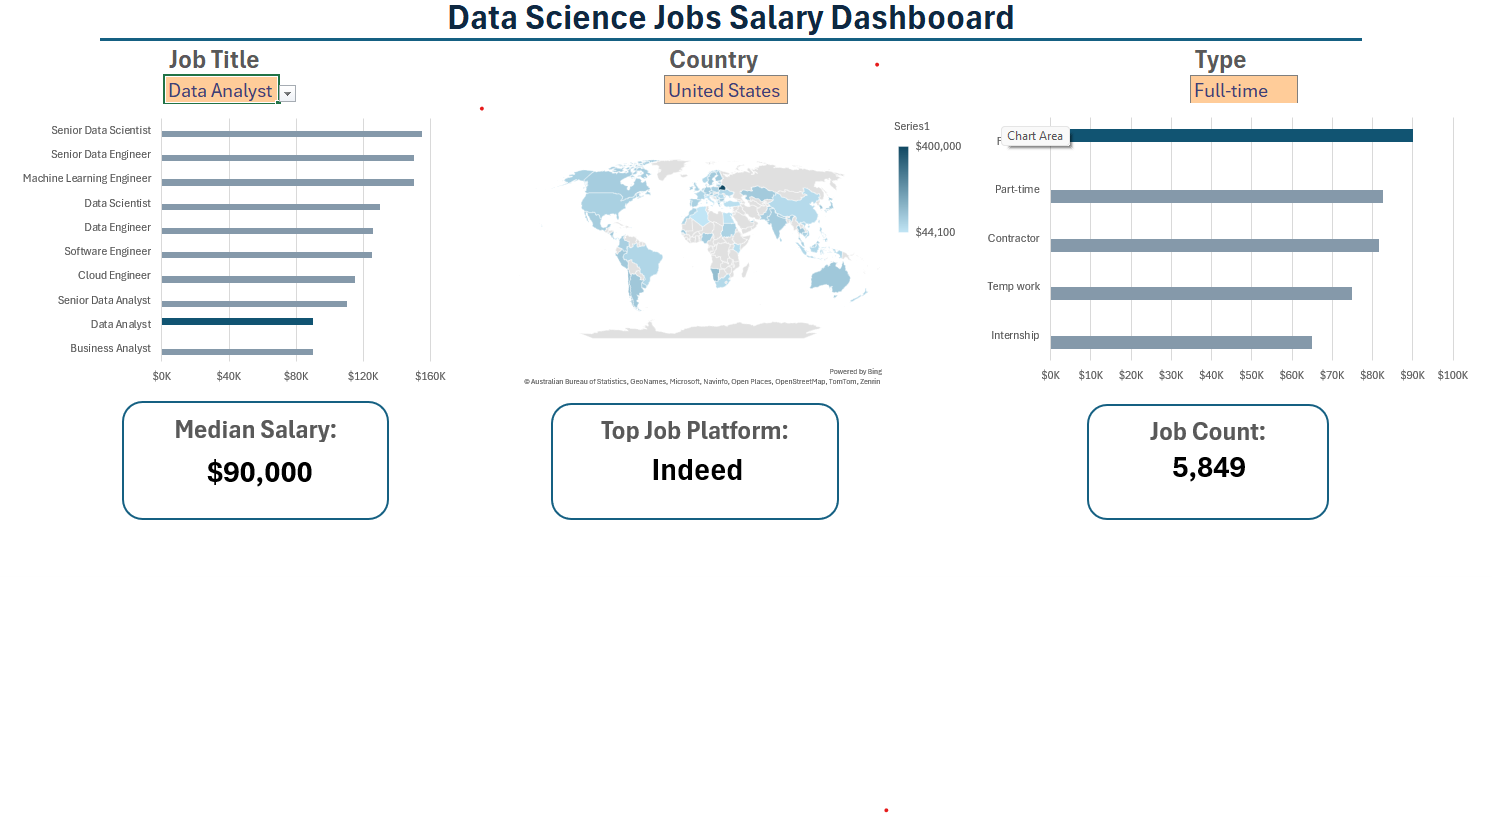 Data Science Jobs Salary Dashbooard
Job Title
Country
Type
Data Analyst
United States
Full-time
Senior Data Scientist
Senior Data Engineer
Machine Learning Engineer
Data Scientist
Data Engineer
Software Engineer
Cloud Engineer
Senior Data Analyst
Data Analyst
Business Analyst
$0K $40K $80K $120K $160K
Series1
$400,000
$44,100
Powered by Bing
© Australian Bureau of Statistics, GeoNames, Microsoft, Navinfo, Open Places, OpenStreetMap, TomTom, Zenrin
Chart Area
Part-time
Contractor
Temp work
Internship
$0K $10K $20K $30K $40K $50K $60K $70K $80K $90K $100K
Median Salary:
$90,000
Top Job Platform:
Indeed
Job Count:
5,849